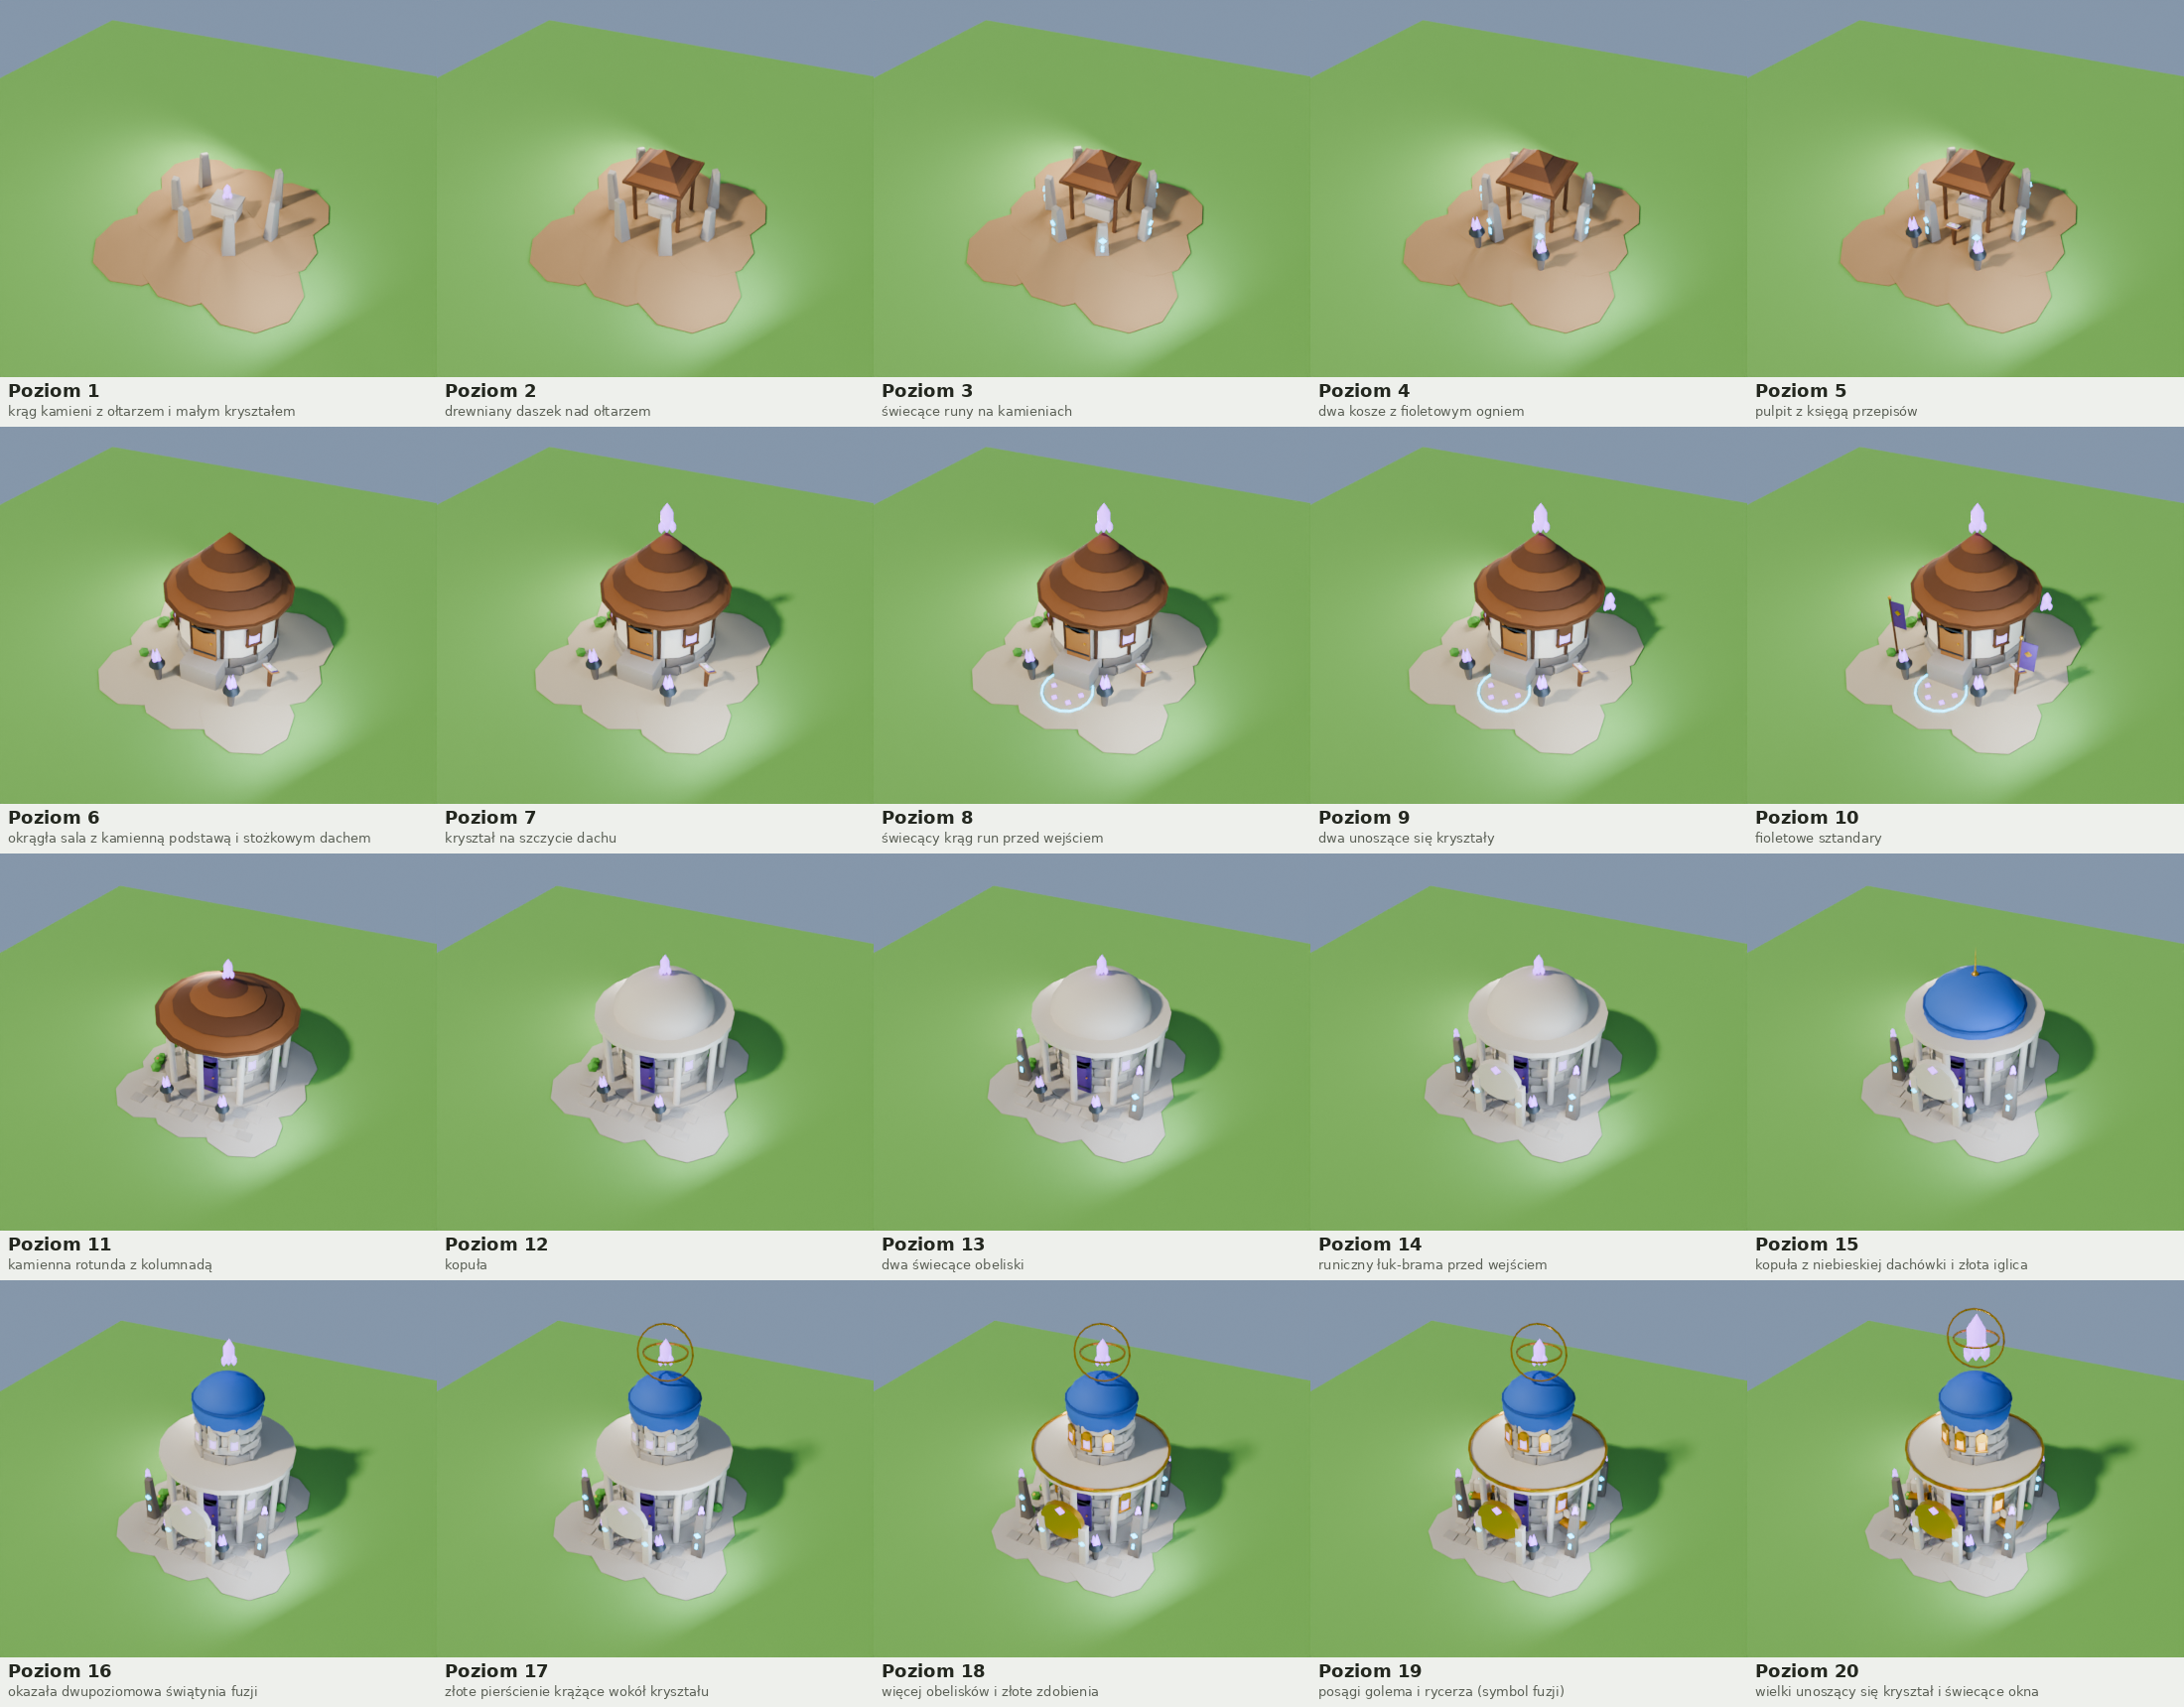 Poziom 1
krąg kamieni z ołtarzem i małym kryształem
Poziom 2
drewniany daszek nad ołtarzem
Poziom 3
świecące runy na kamieniach
Poziom 4
dwa kosze z fioletowym ogniem
Poziom 5
pulpit z księgą przepisów
Poziom 6
okrągła sala z kamienną podstawą i stożkowym dachem
Poziom 7
kryształ na szczycie dachu
Poziom 8
świecący krąg run przed wejściem
Poziom 9
dwa unoszące się kryształy
Poziom 10
fioletowe sztandary
Poziom 11
kamienna rotunda z kolumnadą
Poziom 12
kopuła
Poziom 13
dwa świecące obeliski
Poziom 14
runiczny łuk-brama przed wejściem
Poziom 15
kopuła z niebieskiej dachówki i złota iglica
Poziom 16
okazała dwupoziomowa świątynia fuzji
Poziom 17
złote pierścienie krążące wokół kryształu
Poziom 18
więcej obelisków i złote zdobienia
Poziom 19
posągi golema i rycerza (symbol fuzji)
Poziom 20
wielki unoszący się kryształ i świecące okna